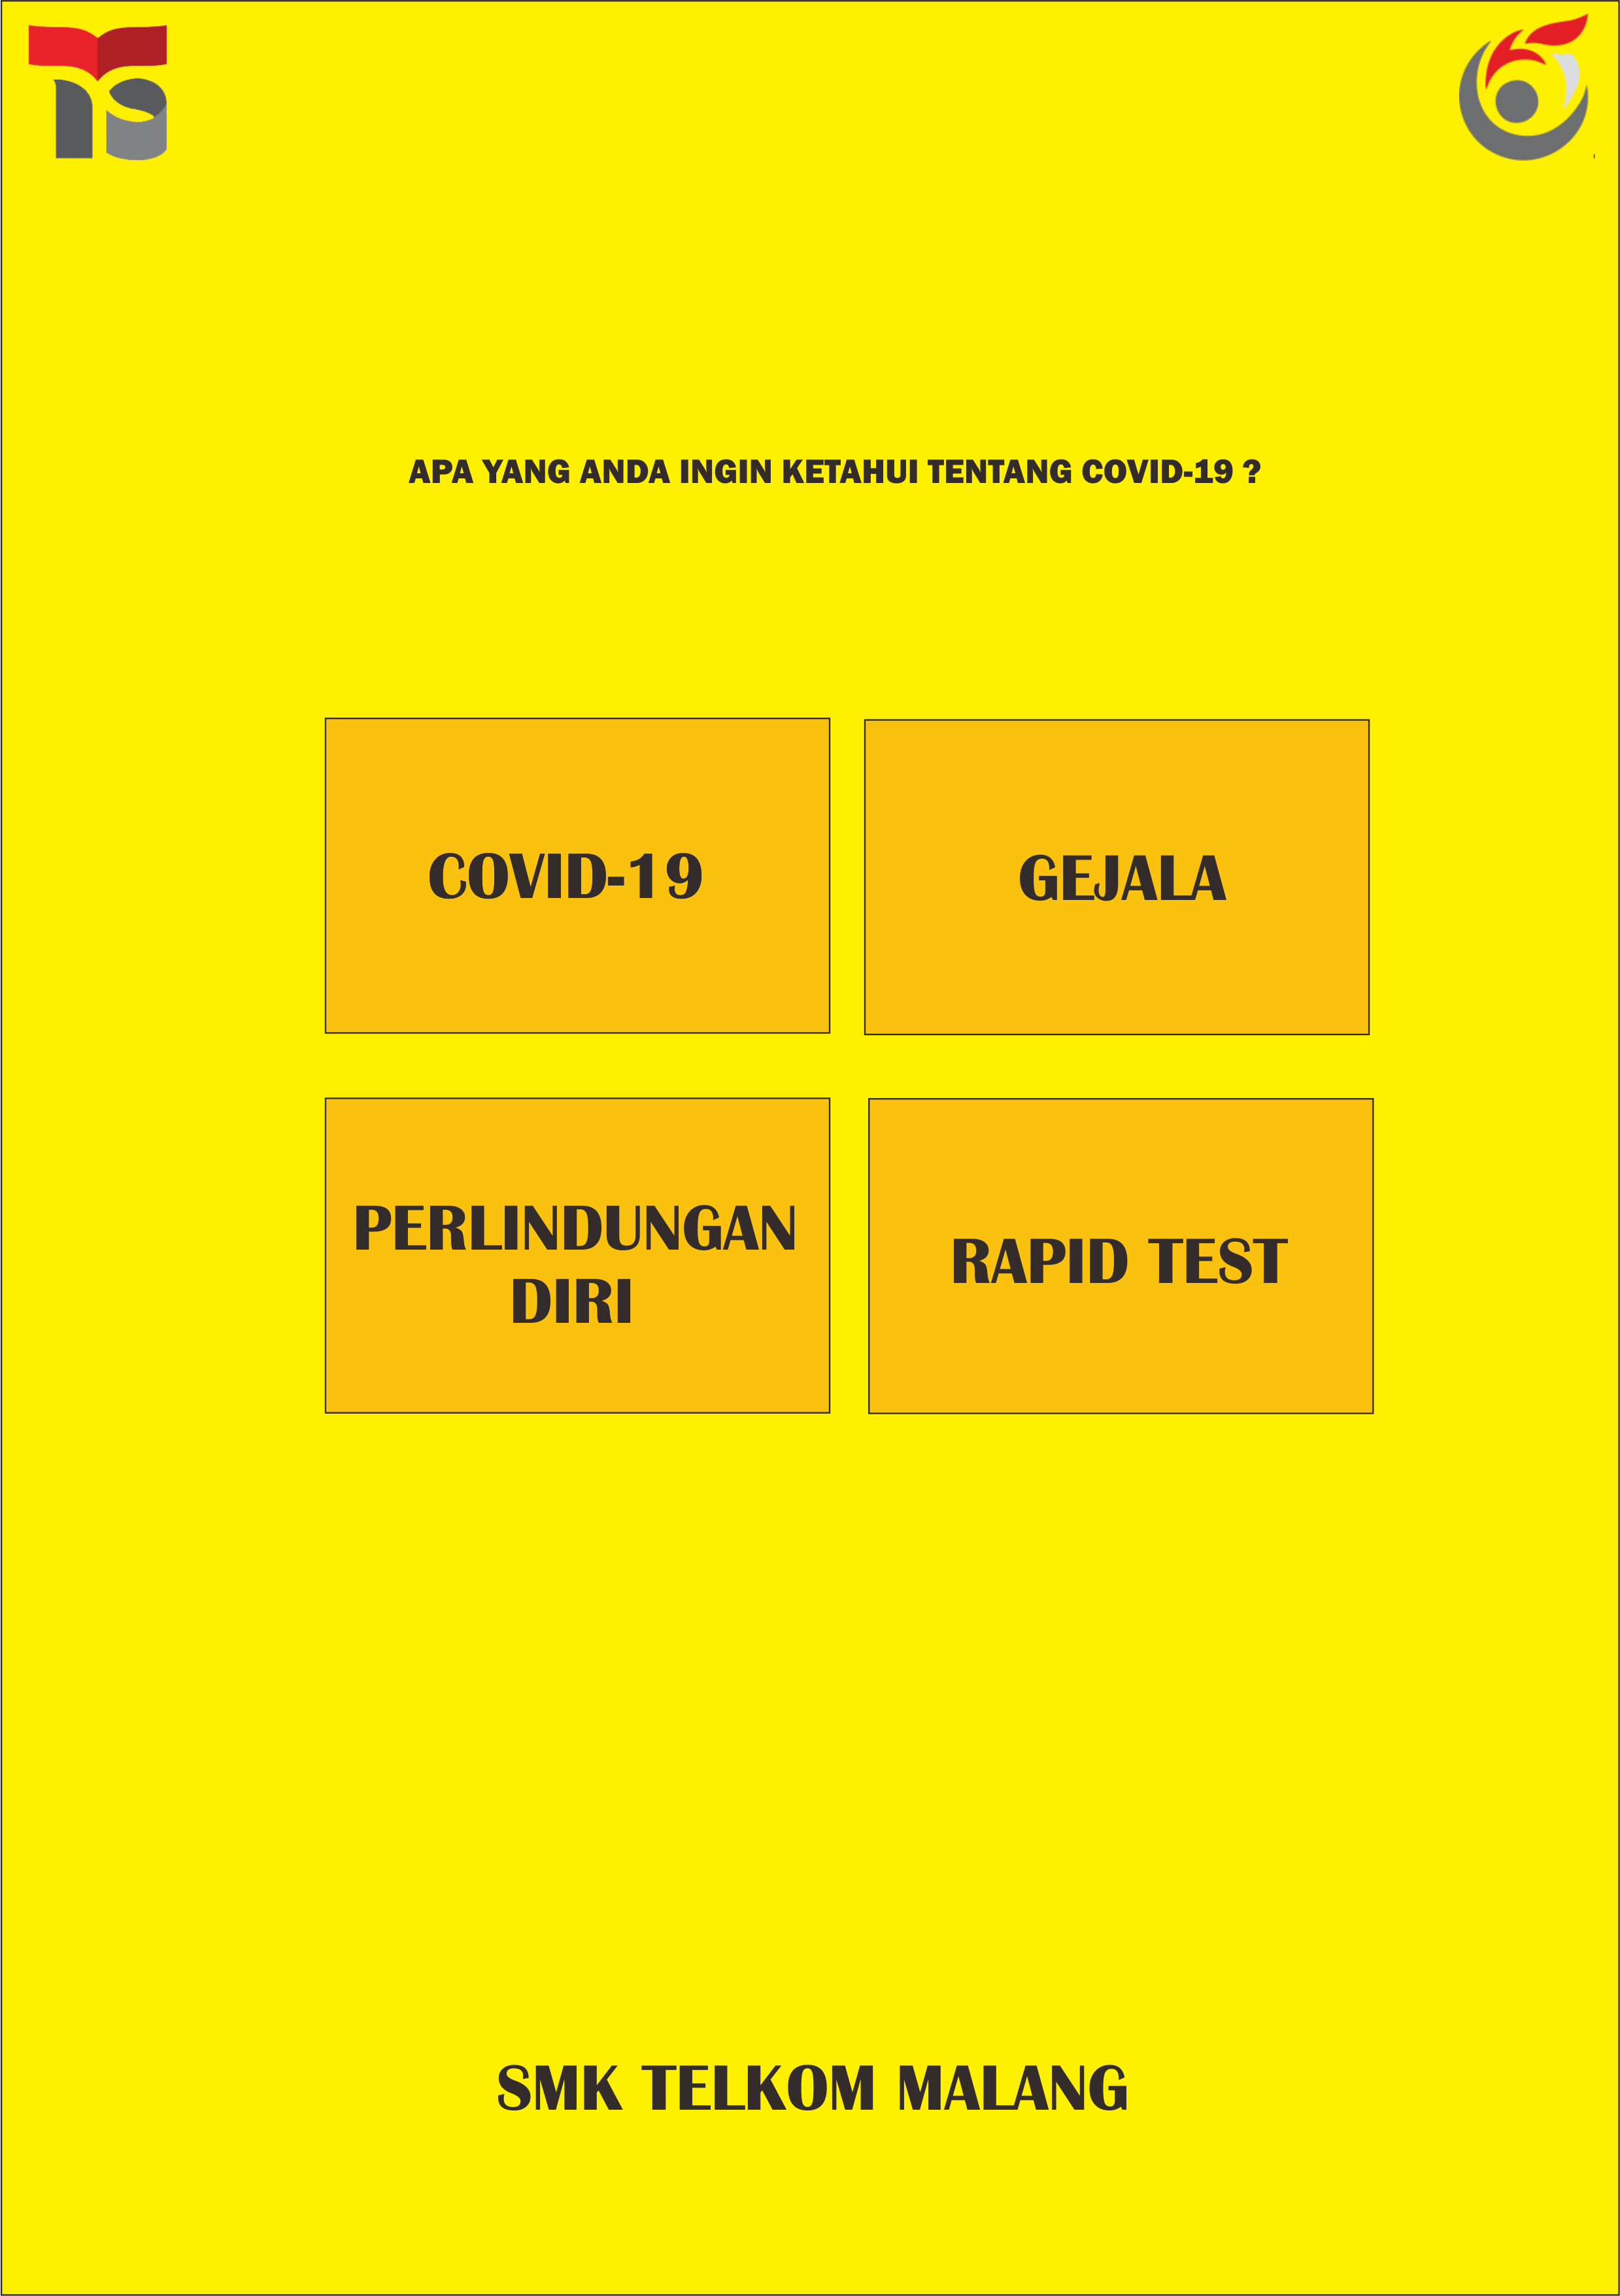 APA YANG ANDA INGIN KETAHUI TENTANG COVID-19 ?
COVID-19
GEJALA
PERLINDUNGAN
DIRI
RAPID TEST
SMK TELKOM MALANG